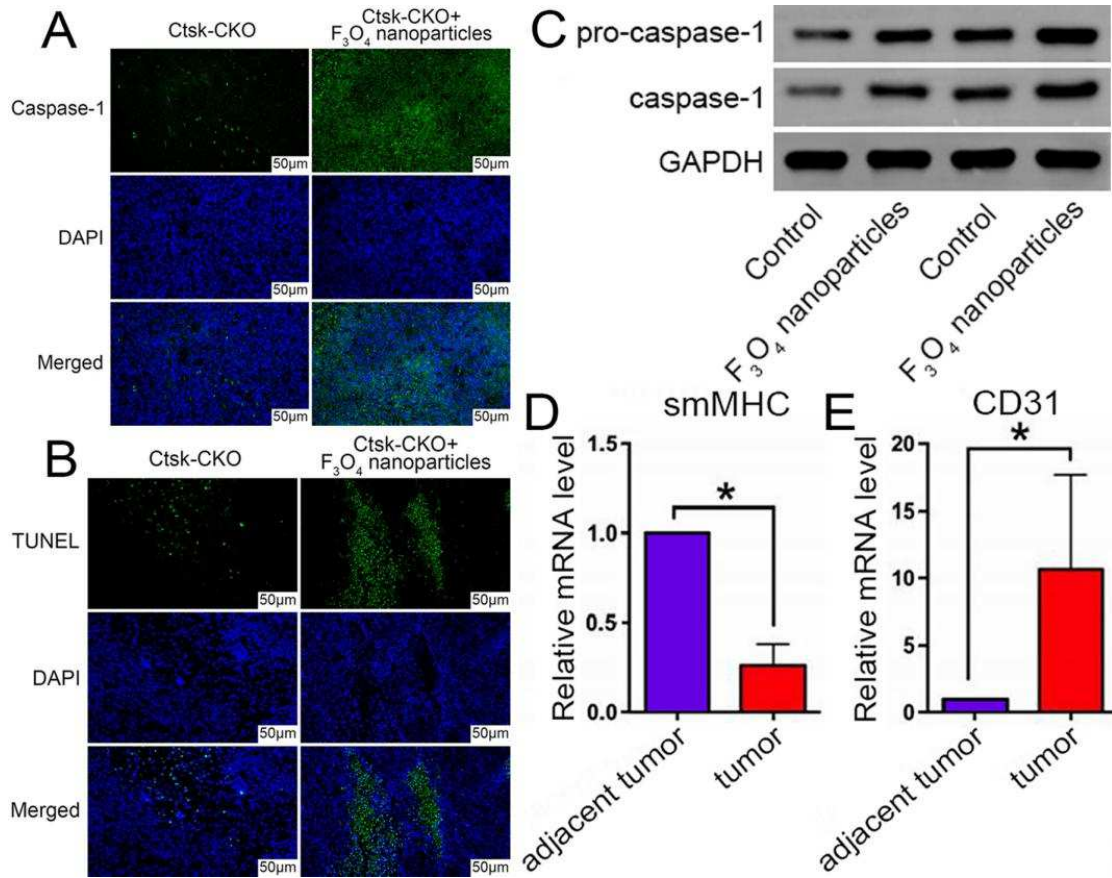 A
Ctsk-CKO
Ctsk-CKO+
F₃O₄ nanoparticles
Caspase-1
50μm
50μm
DAPI
50μm
50μm
Merged
50μm
50μm
B
Ctsk-CKO
Ctsk-CKO+
F₃O₄ nanoparticles
TUNEL
50μm
50μm
DAPI
50μm
50μm
Merged
50μm
50μm
C
pro-caspase-1
caspase-1
GAPDH
Control
F₃O₄ nanoparticles
Control
F₃O₄ nanoparticles
D
smMHC
Relative mRNA level
1.5
1.0
0.5
0.0
*
adjacent tumor
tumor
E
CD31
Relative mRNA level
20
15
10
5
0
*
adjacent tumor
tumor